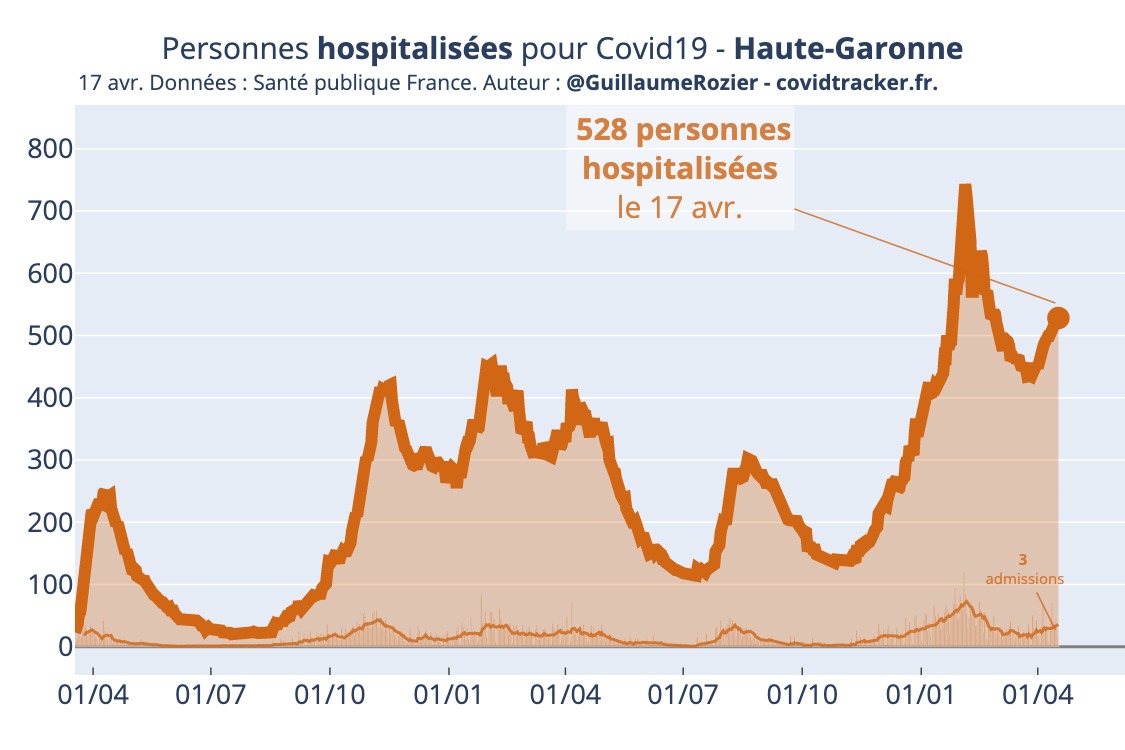 Personnes hospitalisées pour Covid19 - Haute-Garonne
17 avr. Données : Santé publique France. Auteur : @GuillaumeRozier - covidtracker.fr.
528 personnes
hospitalisées
le 17 avr.
800
700
600
500
400
300
200
100
0
3
admissions
01/04 01/07 01/10 01/01 01/04 01/07 01/10 01/01 01/04